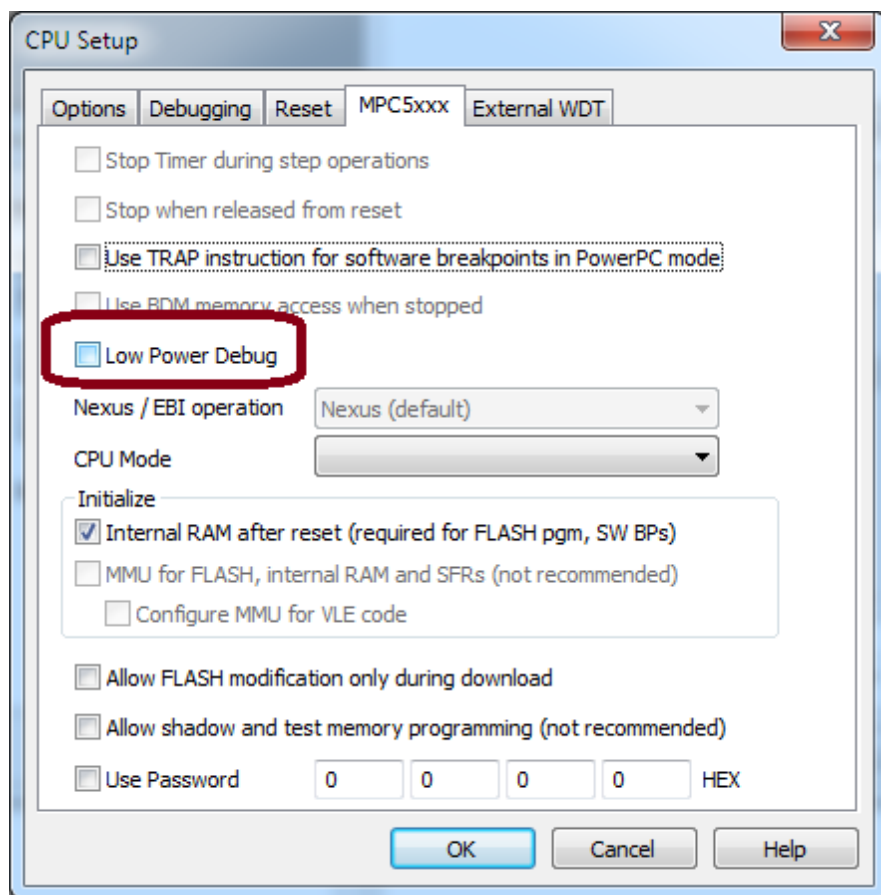 CPU Setup
Options Debugging Reset MPC5xxx External WDT
Stop Timer during step operations
Stop when released from reset
Use TRAP instruction for software breakpoints in PowerPC mode
Use BDM memory access when stopped
Low Power Debug
Nexus / EBI operation Nexus (default)
CPU Mode
Initialize
Internal RAM after reset (required for FLASH pgm, SW BPs)
MMU for FLASH, internal RAM and SFRs (not recommended)
Configure MMU for VLE code
Allow FLASH modification only during download
Allow shadow and test memory programming (not recommended)
Use Password 0 0 0 0 HEX
OK Cancel Help